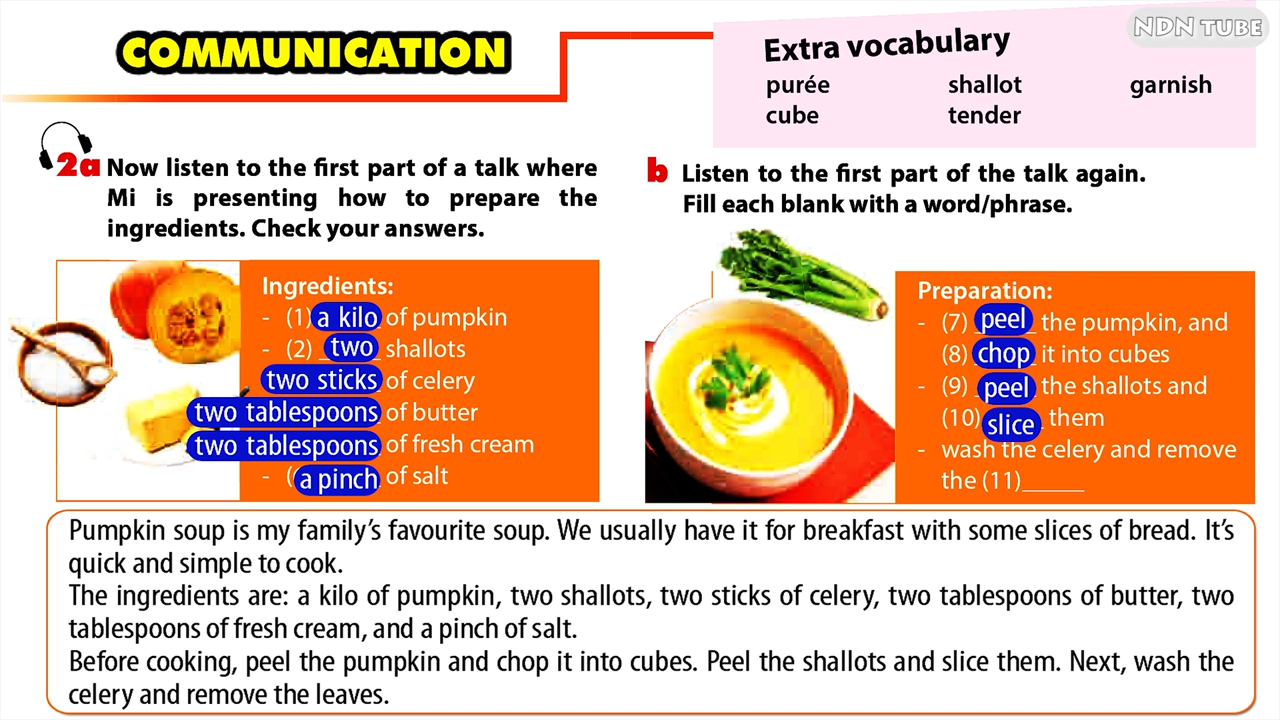 NDN TUBE
COMMUNICATION
Extra vocabulary
purée shallot garnish
cube tender
2a Now listen to the first part of a talk where
Mi is presenting how to prepare the
ingredients. Check your answers.
Ingredients:
- (1) a kilo of pumpkin
- (2) two shallots
two sticks of celery
two tablespoons of butter
two tablespoons of fresh cream
- ( a pinch of salt
b Listen to the first part of the talk again.
Fill each blank with a word/phrase.
Preparation:
- (7) peel the pumpkin, and
(8) chop it into cubes
- (9) peel the shallots and
(10) slice them
- wash the celery and remove
the (11)_____
Pumpkin soup is my family's favourite soup. We usually have it for breakfast with some slices of bread. It's
quick and simple to cook.
The ingredients are: a kilo of pumpkin, two shallots, two sticks of celery, two tablespoons of butter, two
tablespoons of fresh cream, and a pinch of salt.
Before cooking, peel the pumpkin and chop it into cubes. Peel the shallots and slice them. Next, wash the
celery and remove the leaves.